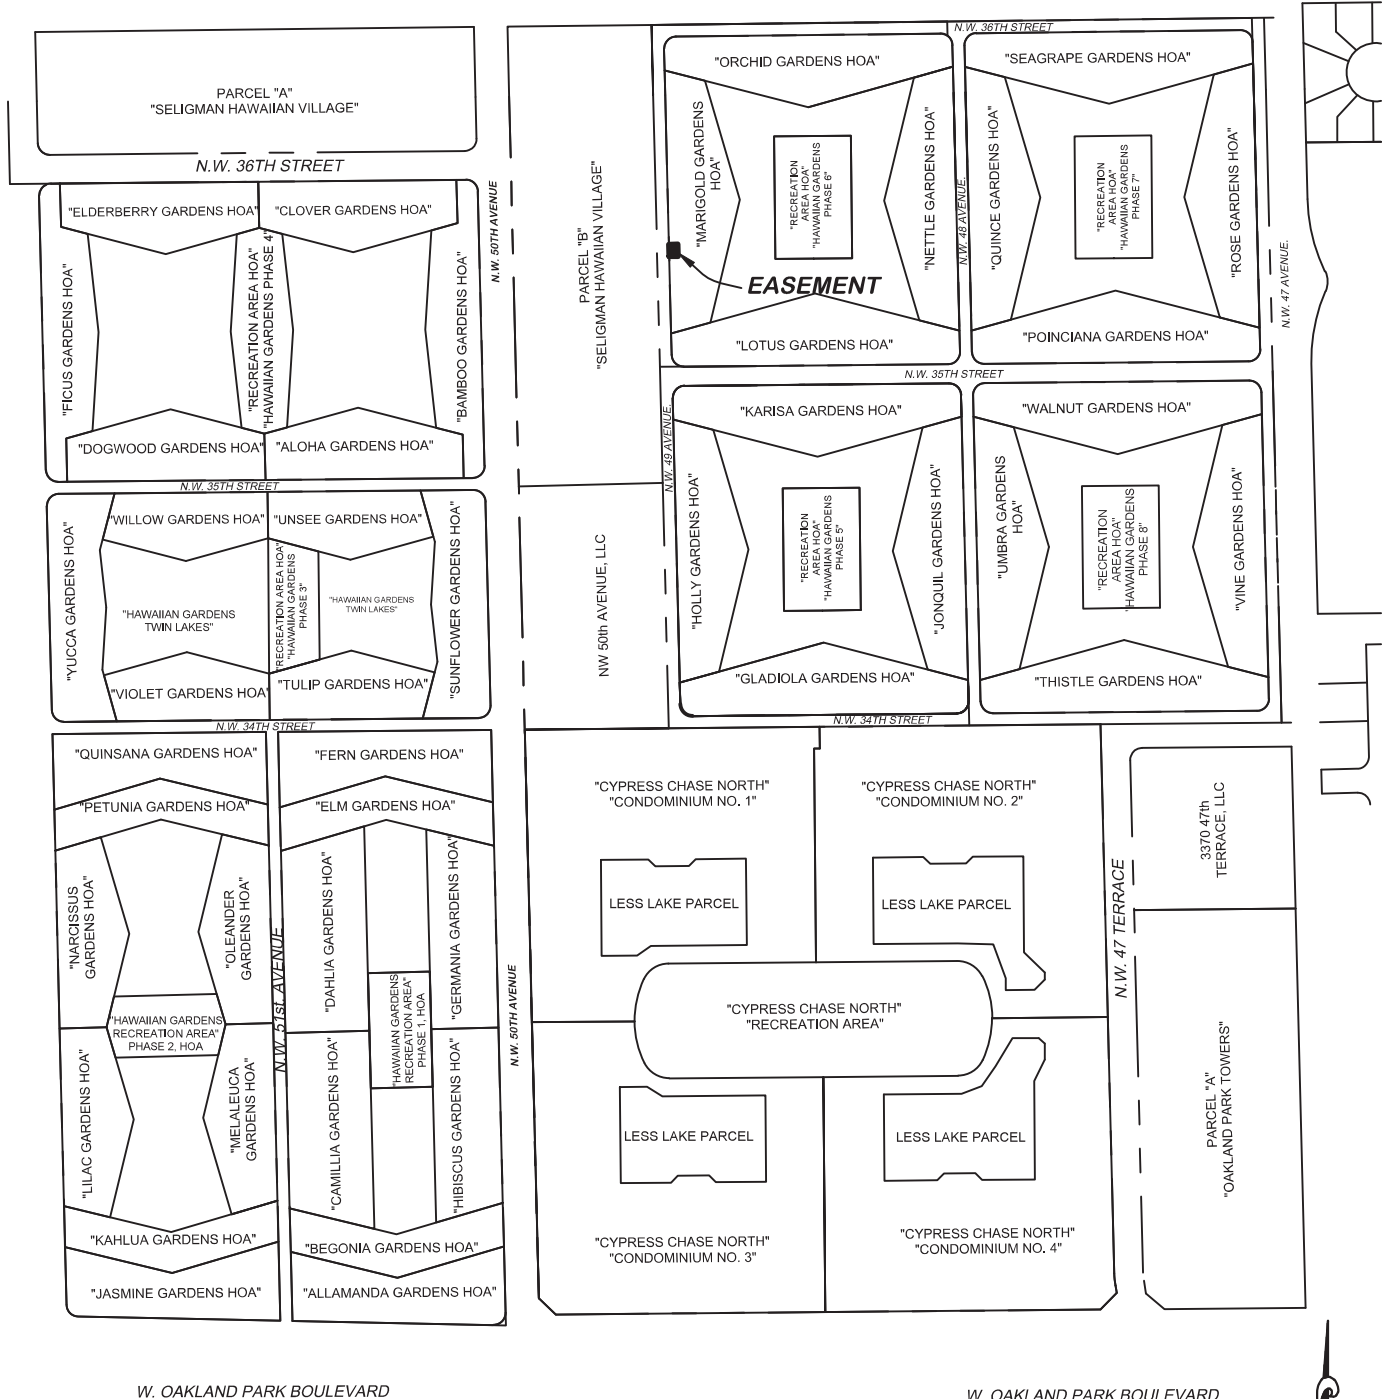 N.W. 36TH STREET
PARCEL "A"
"SELIGMAN HAWAIIAN VILLAGE"
N.W. 36TH STREET
"ORCHID GARDENS HOA"
"SEAGRAPE GARDENS HOA"
"MARIGOLD GARDENS
HOA"
"RECREATION
AREA HOA"
"HAWAIIAN GARDENS
PHASE 6"
"NETTLE GARDENS HOA"
N.W. 48 AVENUE.
"QUINCE GARDENS HOA"
"RECREATION
AREA HOA"
"HAWAIIAN GARDENS
PHASE 7"
"ROSE GARDENS HOA"
N.W. 47 AVENUE.
"ELDERBERRY GARDENS HOA"
"CLOVER GARDENS HOA"
"FICUS GARDENS HOA"
"RECREATION AREA HOA"
"HAWAIIAN GARDENS PHASE 4"
"BAMBOO GARDENS HOA"
N.W. 50TH AVENUE
PARCEL "B"
"SELIGMAN HAWAIIAN VILLAGE"
EASEMENT
"LOTUS GARDENS HOA"
"POINCIANA GARDENS HOA"
"DOGWOOD GARDENS HOA"
"ALOHA GARDENS HOA"
N.W. 35TH STREET
N.W. 35TH STREET
N.W. 49 AVENUE.
"KARISA GARDENS HOA"
"WALNUT GARDENS HOA"
"YUCCA GARDENS HOA"
"WILLOW GARDENS HOA"
"UNSEE GARDENS HOA"
"HAWAIIAN GARDENS
TWIN LAKES"
"RECREATION AREA HOA"
"HAWAIIAN GARDENS
PHASE 3"
"HAWAIIAN GARDENS
TWIN LAKES"
"SUNFLOWER GARDENS HOA"
"VIOLET GARDENS HOA"
"TULIP GARDENS HOA"
NW 50th AVENUE, LLC
"HOLLY GARDENS HOA"
"RECREATION
AREA HOA"
"HAWAIIAN GARDENS
PHASE 5"
"JONQUIL GARDENS HOA"
"UMBRA GARDENS
HOA"
"RECREATION
AREA HOA"
"HAWAIIAN GARDENS
PHASE 8"
"VINE GARDENS HOA"
"GLADIOLA GARDENS HOA"
"THISTLE GARDENS HOA"
N.W. 34TH STREET
N.W. 34TH STREET
"QUINSANA GARDENS HOA"
"FERN GARDENS HOA"
"PETUNIA GARDENS HOA"
"ELM GARDENS HOA"
"NARCISSUS
GARDENS HOA"
"OLEANDER
GARDENS HOA"
N.W. 51st. AVENUE
"DAHLIA GARDENS HOA"
"GERMANIA GARDENS HOA"
"HAWAIIAN GARDENS
RECREATION AREA"
PHASE 2, HOA
"HAWAIIAN GARDENS
RECREATION AREA"
PHASE 1, HOA
"LILAC GARDENS HOA"
"MELALEUCA
GARDENS HOA"
"CAMILLIA GARDENS HOA"
"HIBISCUS GARDENS HOA"
"KAHLUA GARDENS HOA"
"BEGONIA GARDENS HOA"
"JASMINE GARDENS HOA"
"ALLAMANDA GARDENS HOA"
N.W. 50TH AVENUE
"CYPRESS CHASE NORTH"
"CONDOMINIUM NO. 1"
"CYPRESS CHASE NORTH"
"CONDOMINIUM NO. 2"
LESS LAKE PARCEL
LESS LAKE PARCEL
"CYPRESS CHASE NORTH"
"RECREATION AREA"
LESS LAKE PARCEL
LESS LAKE PARCEL
"CYPRESS CHASE NORTH"
"CONDOMINIUM NO. 3"
"CYPRESS CHASE NORTH"
"CONDOMINIUM NO. 4"
N.W. 47 TERRACE
3370 47th
TERRACE, LLC
PARCEL "A"
"OAKLAND PARK TOWERS"
W. OAKLAND PARK BOULEVARD
W. OAKLAND PARK BOULEVARD